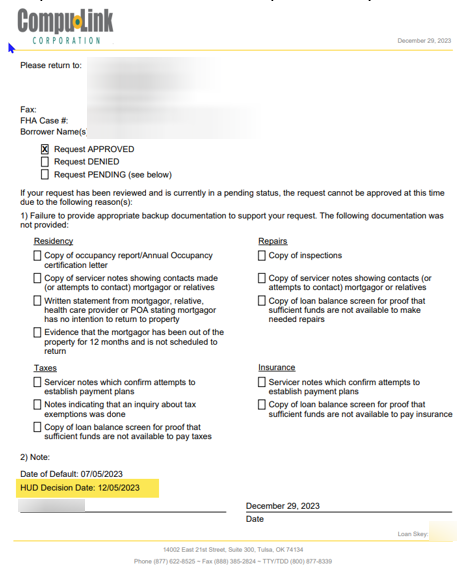 Compu Link
CORPORATION
December 29, 2023
Please return to:
Fax:
FHA Case #:
Borrower Name(s
X Request APPROVED
Request DENIED
Request PENDING (see below)
If your request has been reviewed and is currently in a pending status, the request cannot be approved at this time
due to the following reason(s):
1) Failure to provide appropriate backup documentation to support your request. The following documentation was
not provided:
Residency
Copy of occupancy report/Annual Occupancy
certification letter
Copy of servicer notes showing contacts made
(or attempts to contact) mortgagor or relatives
Written statement from mortgagor, relative,
health care provider or POA stating mortgagor
has no intention to return to property
Evidence that the mortgagor has been out of the
property for 12 months and is not scheduled to
return
Repairs
Copy of inspections
Copy of servicer notes showing contacts (or
attempts to contact) mortgagor or relatives
Copy of loan balance screen for proof that
sufficient funds are not available to make
needed repairs
Taxes
Servicer notes which confirm attempts to
establish payment plans
Notes indicating that an inquiry about tax
exemptions was done
Copy of loan balance screen for proof that
sufficient funds are not available to pay taxes
Insurance
Servicer notes which confirm attempts to
establish payment plans
Copy of loan balance screen for proof that
sufficient funds are not available to pay insurance
2) Note:
Date of Default: 07/05/2023
HUD Decision Date: 12/05/2023
December 29, 2023
Date
Loan Skey:
14002 East 21st Street, Suite 300, Tulsa, OK 74134
Phone (877) 622-8525 ~ Fax (888) 385-2824 ~ TTY/TDD (800) 877-8339